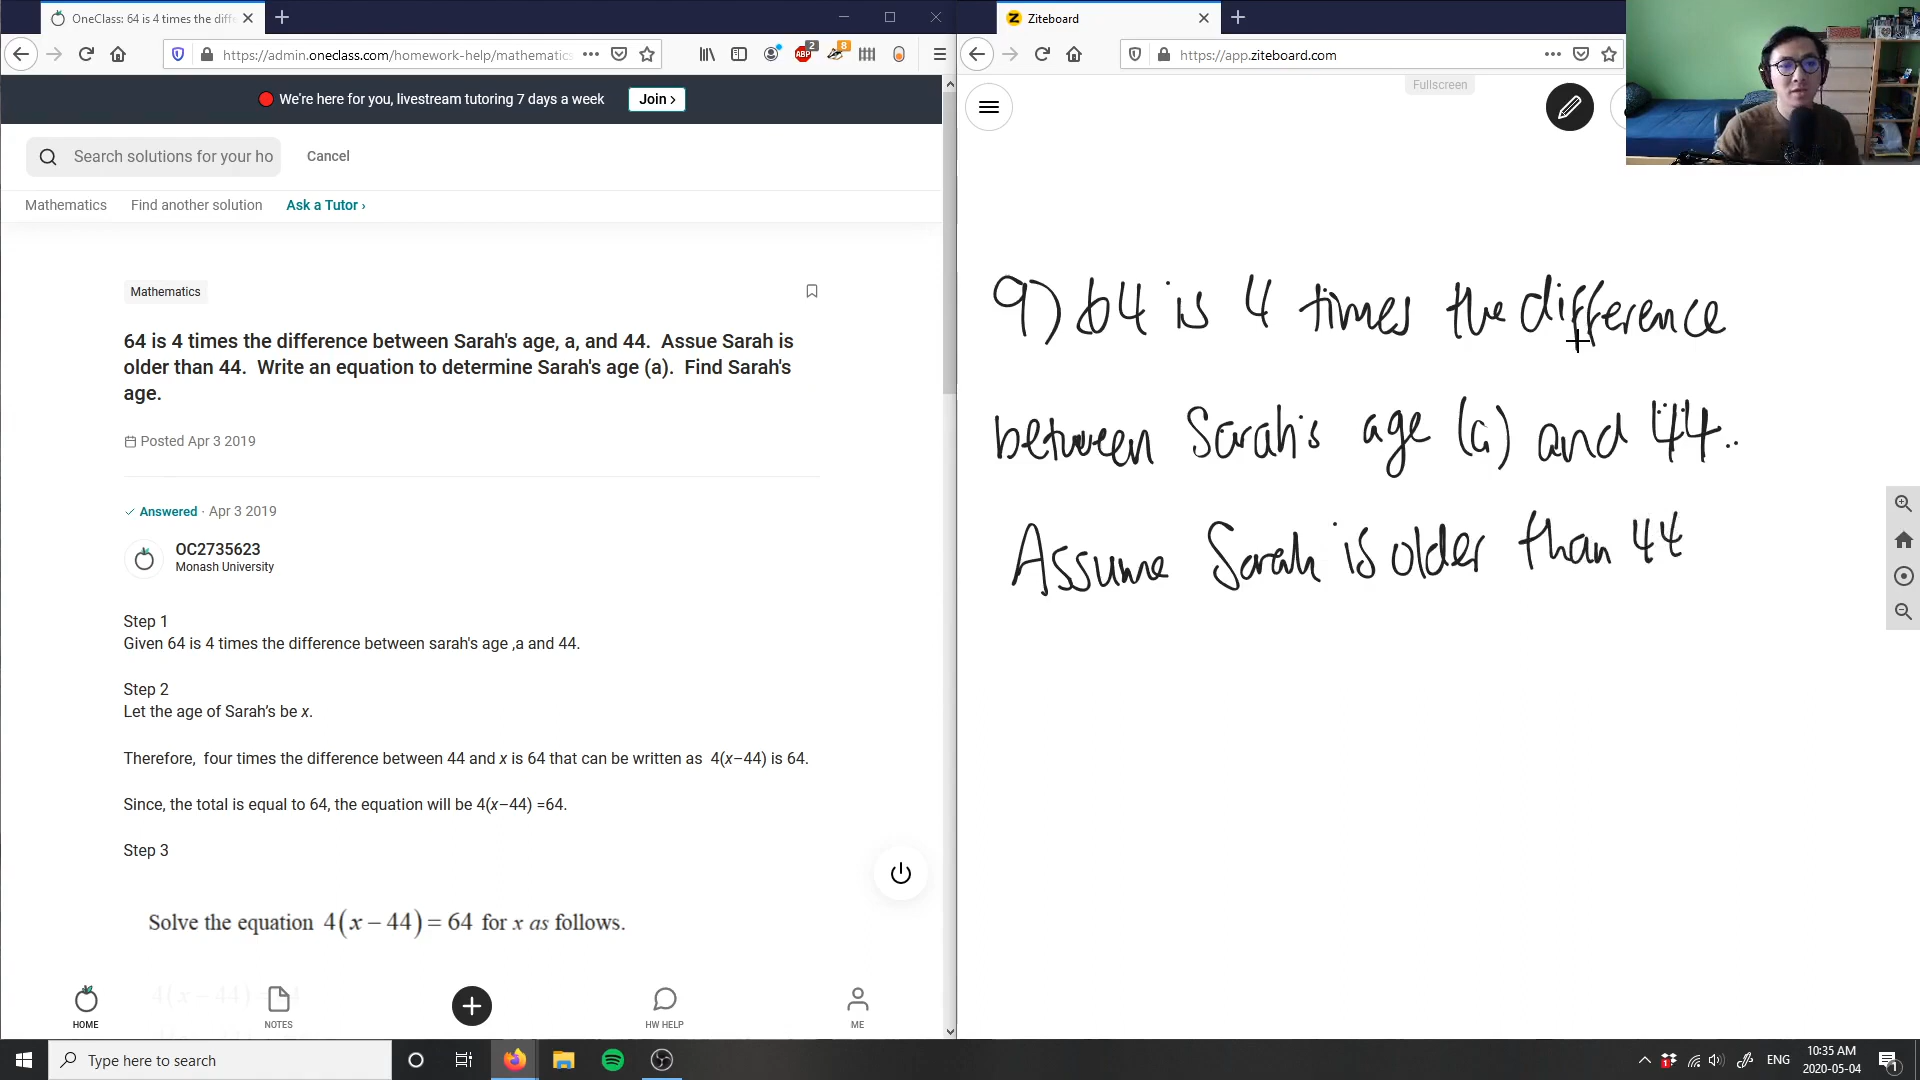 OneClass: 64 is 4 times the diff
https://admin.oneclass.com/homework-help/mathematics
ABP
2
8
We're here for you, livestream tutoring 7 days a week
Join ›
Search solutions for your ho
Cancel
Mathematics
Find another solution
Ask a Tutor ›
Mathematics
64 is 4 times the difference between Sarah's age, a, and 44.  Assue Sarah is
older than 44.  Write an equation to determine Sarah's age (a).  Find Sarah's
age.
Posted Apr 3 2019
Answered · Apr 3 2019
OC2735623
Monash University
Step 1
Given 64 is 4 times the difference between sarah's age ,a and 44.
Step 2
Let the age of Sarah's be x.
Therefore,  four times the difference between 44 and x is 64 that can be written as  4(x–44) is 64.
Since, the total is equal to 64, the equation will be 4(x–44) =64.
Step 3
Solve the equation 4(x – 44) = 64 for x as follows.
HOME
NOTES
HW HELP
ME
Ziteboard
https://app.ziteboard.com
Fullscreen
9) 64 is 4 times the difference
between Sarah's age (a) and 44..
Assume Sarah is older than 44
Type here to search
ENG
10:35 AM
2020-05-04
1